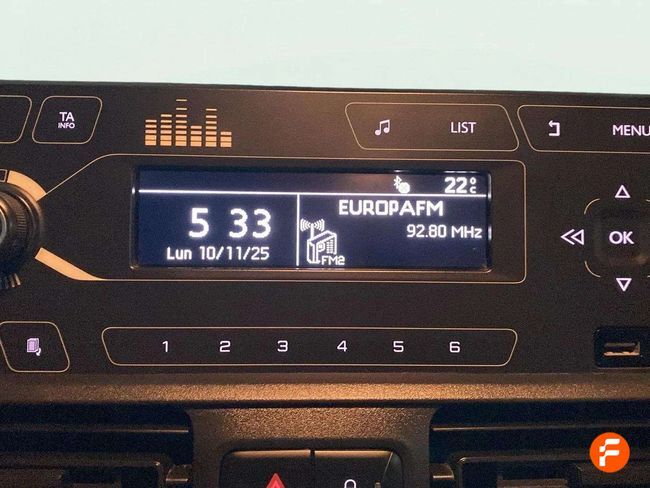 TA
INFO
LIST
MENU
22°C
EUROPAFM
5 33
92.80 MHz
Lun 10/11/25
FM2
OK
1 2 3 4 5 6